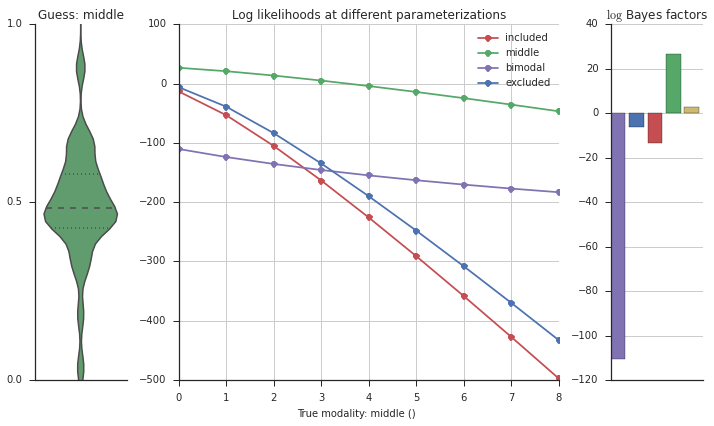 Guess: middle
1.0
0.5
0.0
Log likelihoods at different parameterizations
100
0
−100
−200
−300
−400
−500
included
middle
bimodal
excluded
0 1 2 3 4 5 6 7 8
True modality: middle ()
log Bayes factors
40
20
0
−20
−40
−60
−80
−100
−120